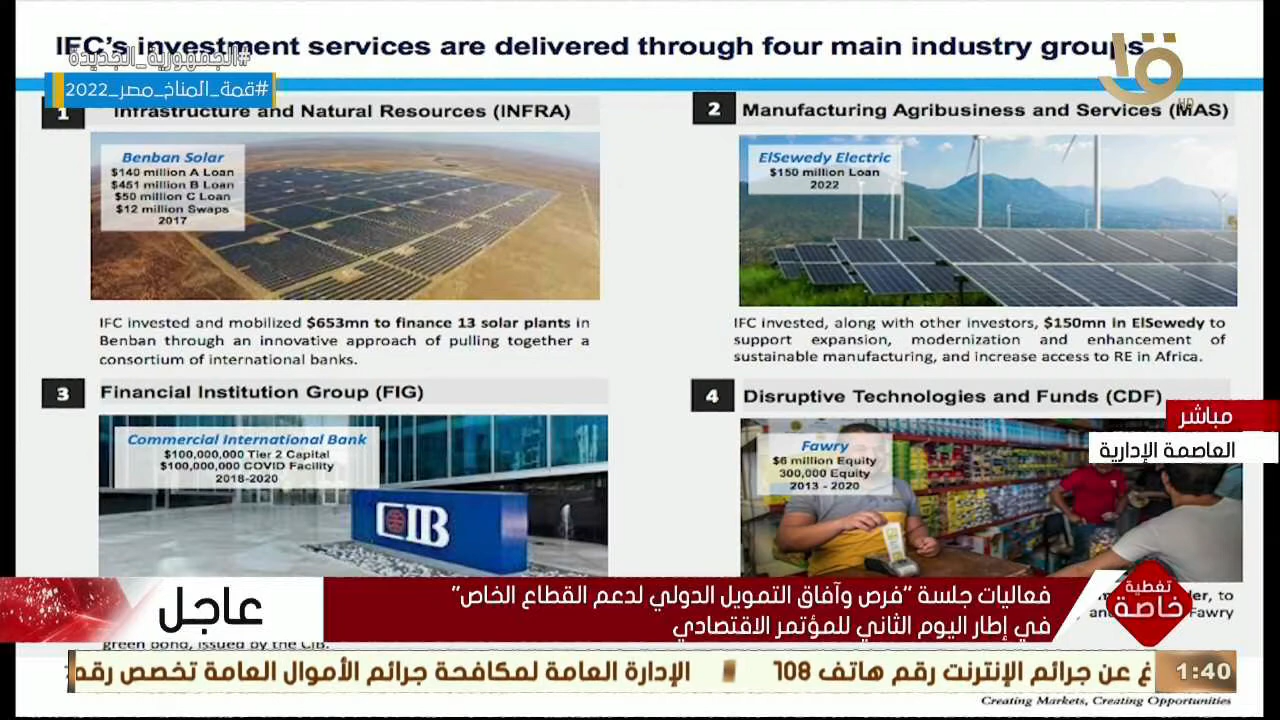 IFC's investment services are delivered through four main industry groups
#الجمهورية_الجديدة
#قمة_المناخ_مصر_2022
HD
1
Infrastructure and Natural Resources (INFRA)
Benban Solar
$140 million A Loan
$451 million B Loan
$50 million C Loan
$12 million Swaps
2017
IFC invested and mobilized $653mn to finance 13 solar plants in
Benban through an innovative approach of pulling together a
consortium of international banks.
2
Manufacturing Agribusiness and Services (MAS)
ElSewedy Electric
$150 million Loan
2022
IFC invested, along with other investors, $150mn in ElSewedy to
support expansion, modernization and enhancement of
sustainable manufacturing, and increase access to RE in Africa.
3
Financial Institution Group (FIG)
Commercial International Bank
$100,000,000 Tier 2 Capital
$100,000,000 COVID Facility
2018-2020
CIB
green bond, issued by the CIB.
4
Disruptive Technologies and Funds (CDF)
Fawry
$6 million Equity
300,000 Equity
2013 - 2020
to
Fawry
مباشر
العاصمة الإدارية
تغطية
خاصة
عاجل
فعاليات جلسة "فرص وآفاق التمويل الدولي لدعم القطاع الخاص"
في إطار اليوم الثاني للمؤتمر الاقتصادي
عن جرائم الإنترنت رقم هاتف 108 الإدارة العامة لمكافحة جرائم الأموال العامة تخصص
1:40
Creating Markets, Creating Opportunities